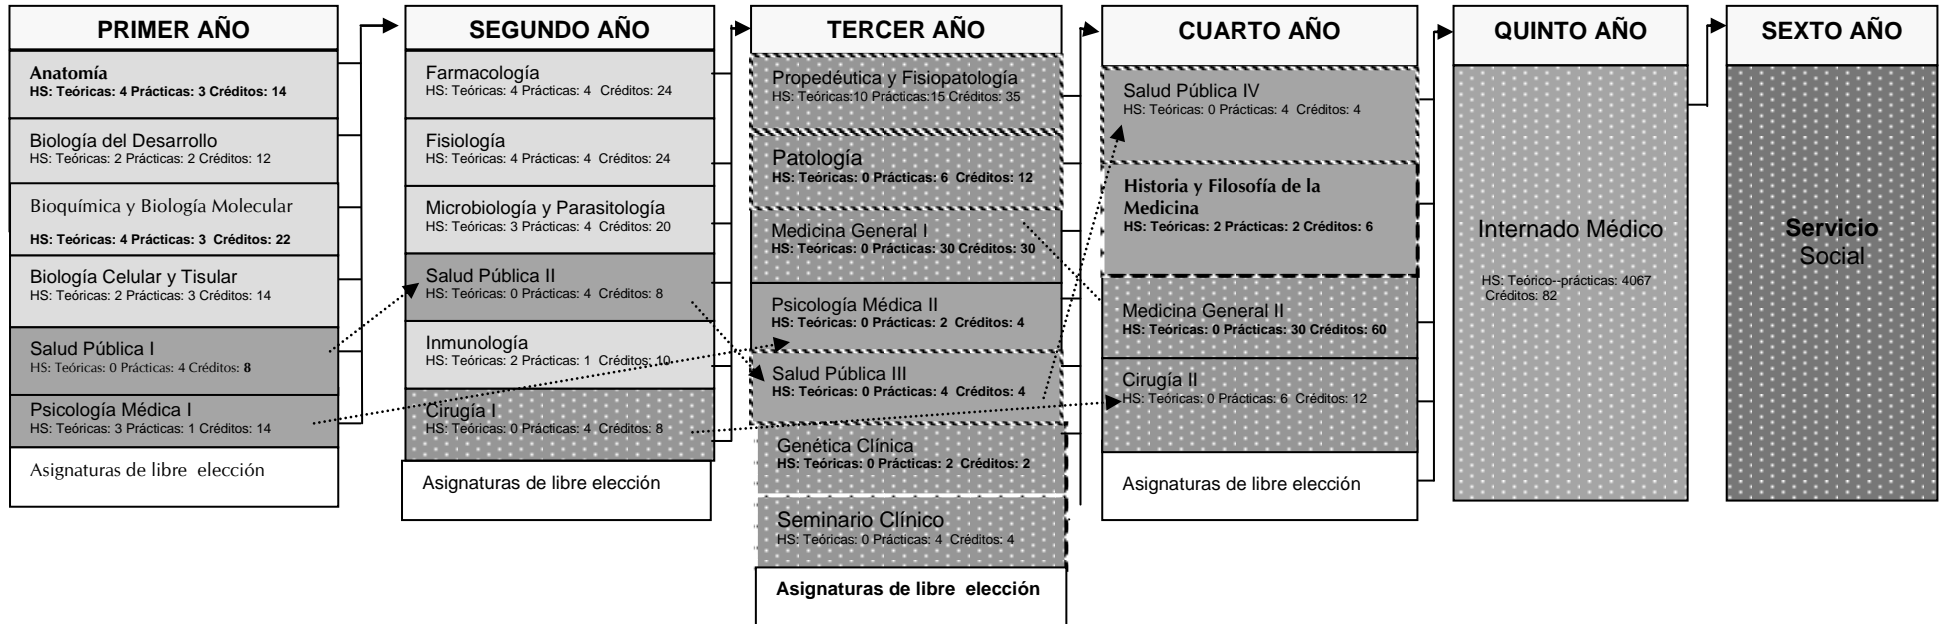 PRIMER AÑO
Anatomía
HS: Teóricas: 4 Prácticas: 3 Créditos: 14
Biología del Desarrollo
HS: Teóricas: 2 Prácticas: 2 Créditos: 12
Bioquímica y Biología Molecular
HS: Teóricas: 4 Prácticas: 3 Créditos: 22
Biología Celular y Tisular
HS: Teóricas: 2 Prácticas: 3 Créditos: 14
Salud Pública I
HS: Teóricas: 0 Prácticas: 4 Créditos: 8
Psicología Médica I
HS: Teóricas: 3 Prácticas: 1 Créditos: 14
Asignaturas de libre elección
SEGUNDO AÑO
Farmacología
HS: Teóricas: 4 Prácticas: 4 Créditos: 24
Fisiología
HS: Teóricas: 4 Prácticas: 4 Créditos: 24
Microbiología y Parasitología
HS: Teóricas: 3 Prácticas: 4 Créditos: 20
Salud Pública II
HS: Teóricas: 0 Prácticas: 4 Créditos: 8
Inmunología
HS: Teóricas: 2 Prácticas: 1 Créditos: 10
Cirugía I
HS: Teóricas: 0 Prácticas: 4 Créditos: 8
Asignaturas de libre elección
TERCER AÑO
Propedéutica y Fisiopatología
HS: Teóricas:10 Prácticas:15 Créditos: 35
Patología
HS: Teóricas: 0 Prácticas: 6 Créditos: 12
Medicina General I
HS: Teóricas: 0 Prácticas: 30 Créditos: 30
Psicología Médica II
HS: Teóricas: 0 Prácticas: 2 Créditos: 4
Salud Pública III
HS: Teóricas: 0 Prácticas: 4 Créditos: 4
Genética Clínica
HS: Teóricas: 0 Prácticas: 2 Créditos: 2
Seminario Clínico
HS: Teóricas: 0 Prácticas: 4 Créditos: 4
Asignaturas de libre elección
CUARTO AÑO
Salud Pública IV
HS: Teóricas: 0 Prácticas: 4 Créditos: 4
Historia y Filosofía de la
Medicina
HS: Teóricas: 2 Prácticas: 2 Créditos: 6
Medicina General II
HS: Teóricas: 0 Prácticas: 30 Créditos: 60
Cirugía II
HS: Teóricas: 0 Prácticas: 6 Créditos: 12
Asignaturas de libre elección
QUINTO AÑO
Internado Médico
HS: Teórico--prácticas: 4067
Créditos: 82
SEXTO AÑO
Servicio
Social